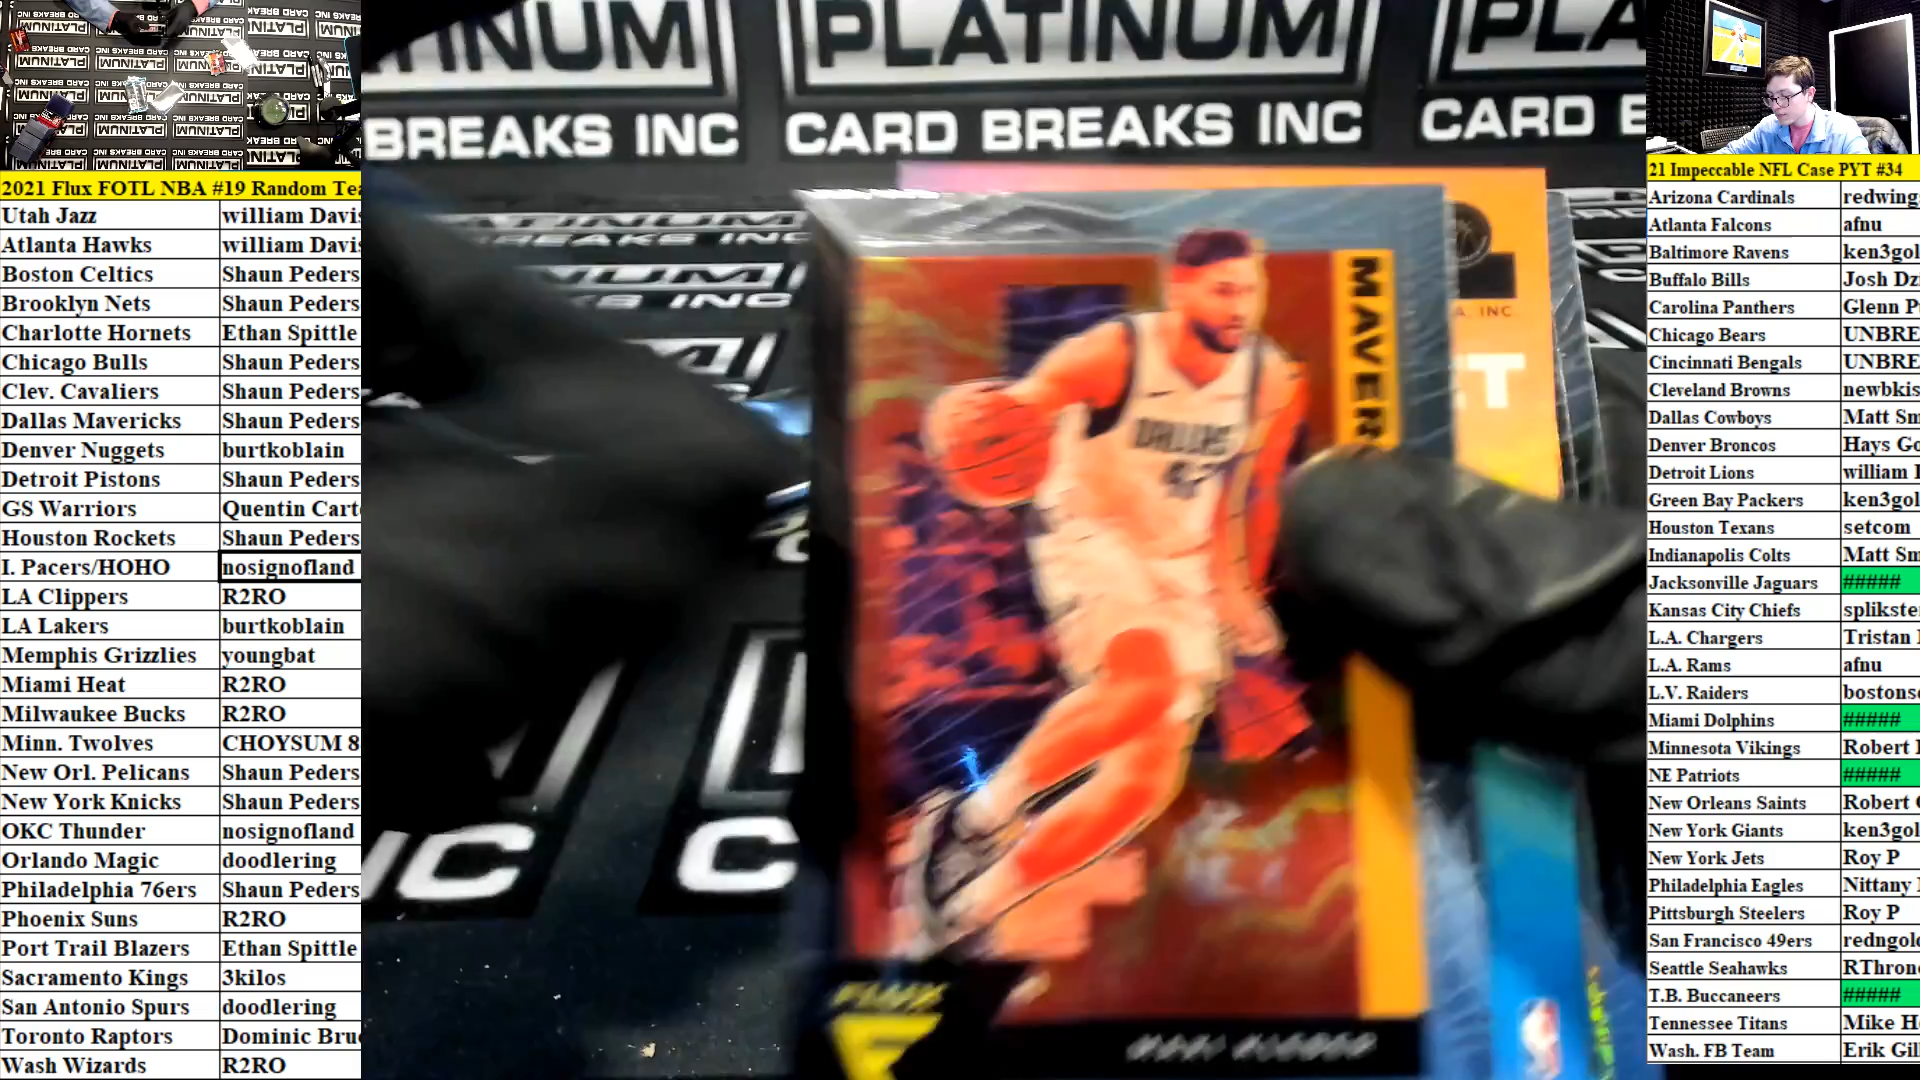 TINUM PLATINUM PLA
BREAKS INC CARD BREAKS INC CARD B
2021 Flux FOTL NBA #19 Random Tea
Utah Jazz william Davis
Atlanta Hawks william Davis
Boston Celtics Shaun Peders
Brooklyn Nets Shaun Peders
Charlotte Hornets Ethan Spittle
Chicago Bulls Shaun Peders
Clev. Cavaliers Shaun Peders
Dallas Mavericks Shaun Peders
Denver Nuggets burtkoblain
Detroit Pistons Shaun Peders
GS Warriors Quentin Cart
Houston Rockets Shaun Peders
I. Pacers/HOHO nosignofland
LA Clippers R2RO
LA Lakers burtkoblain
Memphis Grizzlies youngbat
Miami Heat R2RO
Milwaukee Bucks R2RO
Minn. Twolves CHOYSUM 8
New Orl. Pelicans Shaun Peders
New York Knicks Shaun Peders
OKC Thunder nosignofland
Orlando Magic doodlering
Philadelphia 76ers Shaun Peders
Phoenix Suns R2RO
Port Trail Blazers Ethan Spittle
Sacramento Kings 3kilos
San Antonio Spurs doodlering
Toronto Raptors Dominic Bru
Wash Wizards R2RO
MAVER
DALLAS
42
FLUX
MAXI KLEBER
A, INC.
ET
21 Impeccable NFL Case PYT #34
Arizona Cardinals redwing
Atlanta Falcons afnu
Baltimore Ravens ken3gol
Buffalo Bills Josh Dz
Carolina Panthers Glenn P
Chicago Bears UNBRE
Cincinnati Bengals UNBRE
Cleveland Browns newbkis
Dallas Cowboys Matt Sm
Denver Broncos Hays Go
Detroit Lions william
Green Bay Packers ken3gol
Houston Texans setcom
Indianapolis Colts Matt Sm
Jacksonville Jaguars #####
Kansas City Chiefs splikste
L.A. Chargers Tristan
L.A. Rams afnu
L.V. Raiders bostons
Miami Dolphins #####
Minnesota Vikings Robert
NE Patriots #####
New Orleans Saints Robert
New York Giants ken3gol
New York Jets Roy P
Philadelphia Eagles Nittany
Pittsburgh Steelers Roy P
San Francisco 49ers redngol
Seattle Seahawks RThron
T.B. Buccaneers #####
Tennessee Titans Mike H
Wash. FB Team Erik Gil